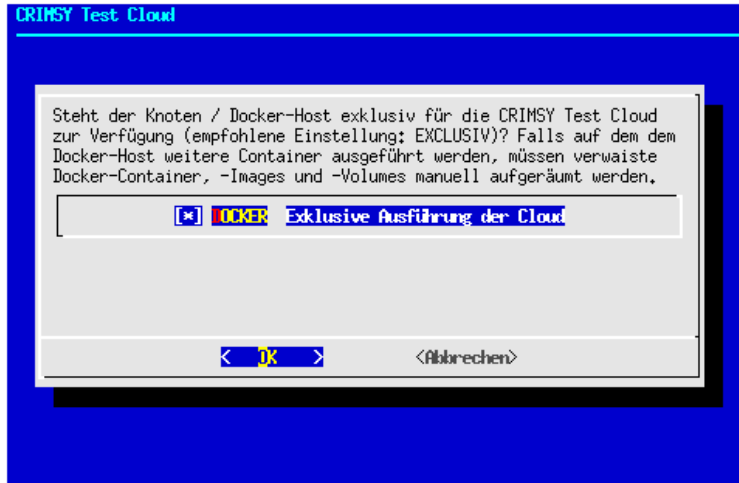 CRIMSY Test Cloud
Steht der Knoten / Docker-Host exklusiv für die CRIMSY Test Cloud
zur Verfügung (empfohlene Einstellung: EXCLUSIV)? Falls auf dem dem
Docker-Host weitere Container ausgeführt werden, müssen verwaiste
Docker-Container, -Images und -Volumes manuell aufgeräumt werden.
[*] DOCKER Exklusive Ausführung der Cloud
< OK > <Abbrechen>